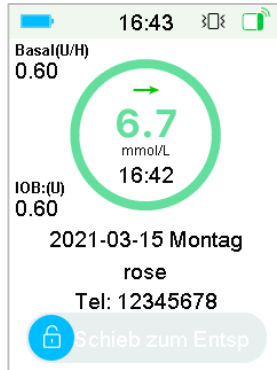 16:43
Basal(U/H)
0.60
6.7
mmol/L
16:42
IOB:(U)
0.60
2021-03-15 Montag
rose
Tel: 12345678
Schieb zum Entsp